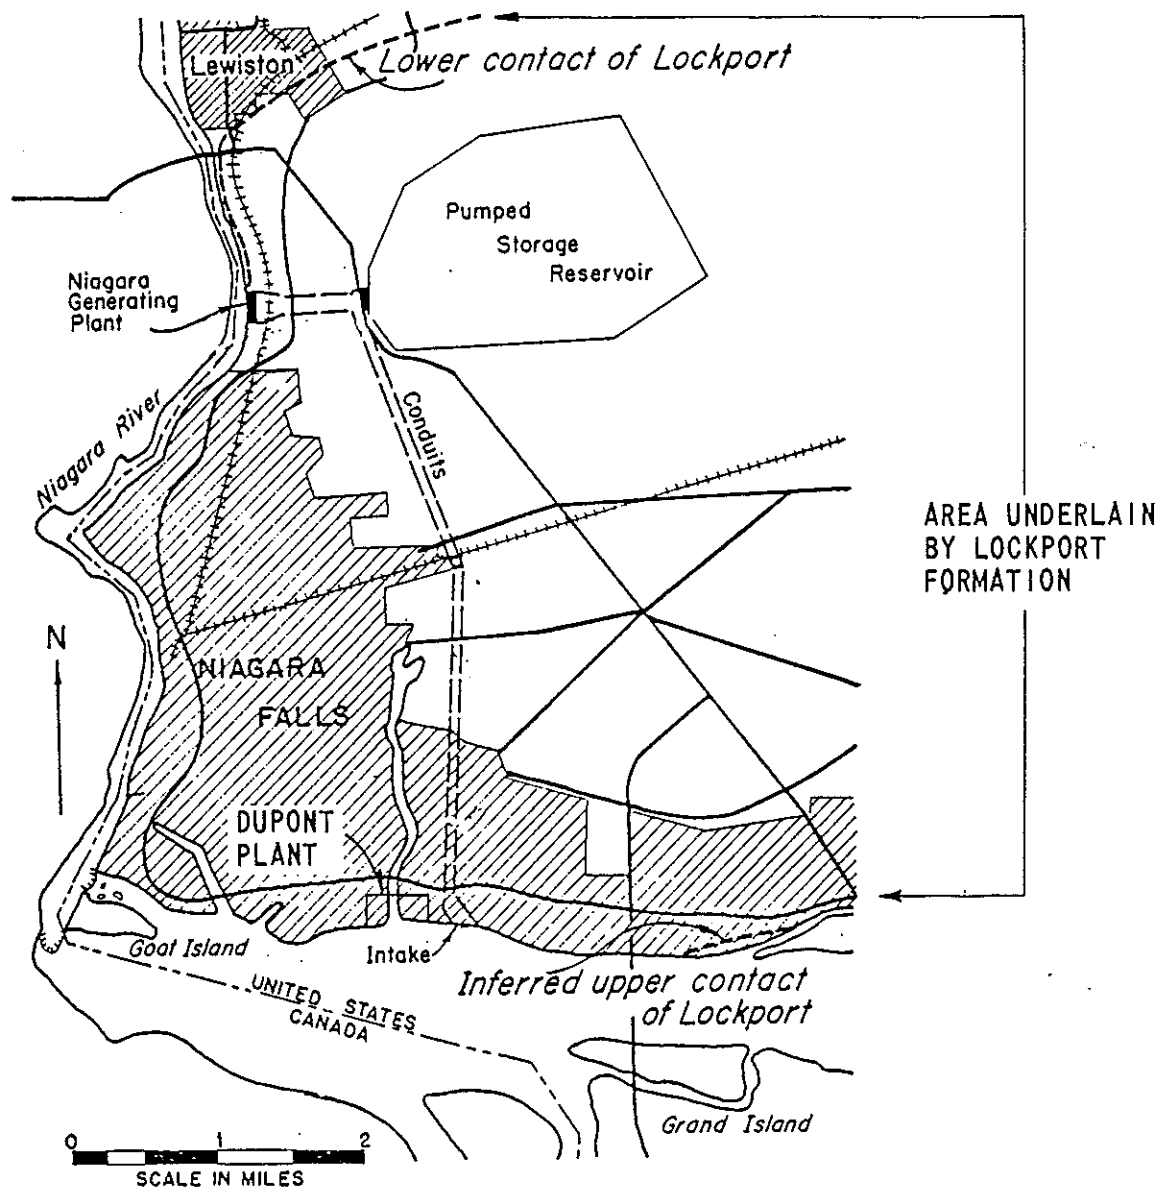 Lewiston
Lower contact of Lockport
Pumped
Storage
Reservoir
Niagara
Generating
Plant
Niagara River
Conduits
AREA UNDERLAIN
BY LOCKPORT
FORMATION
N
NIAGARA
FALLS
DUPONT
PLANT
Goat Island
Intake
Inferred upper contact
of Lockport
UNITED STATES
CANADA
Grand Island
0 1 2
SCALE IN MILES